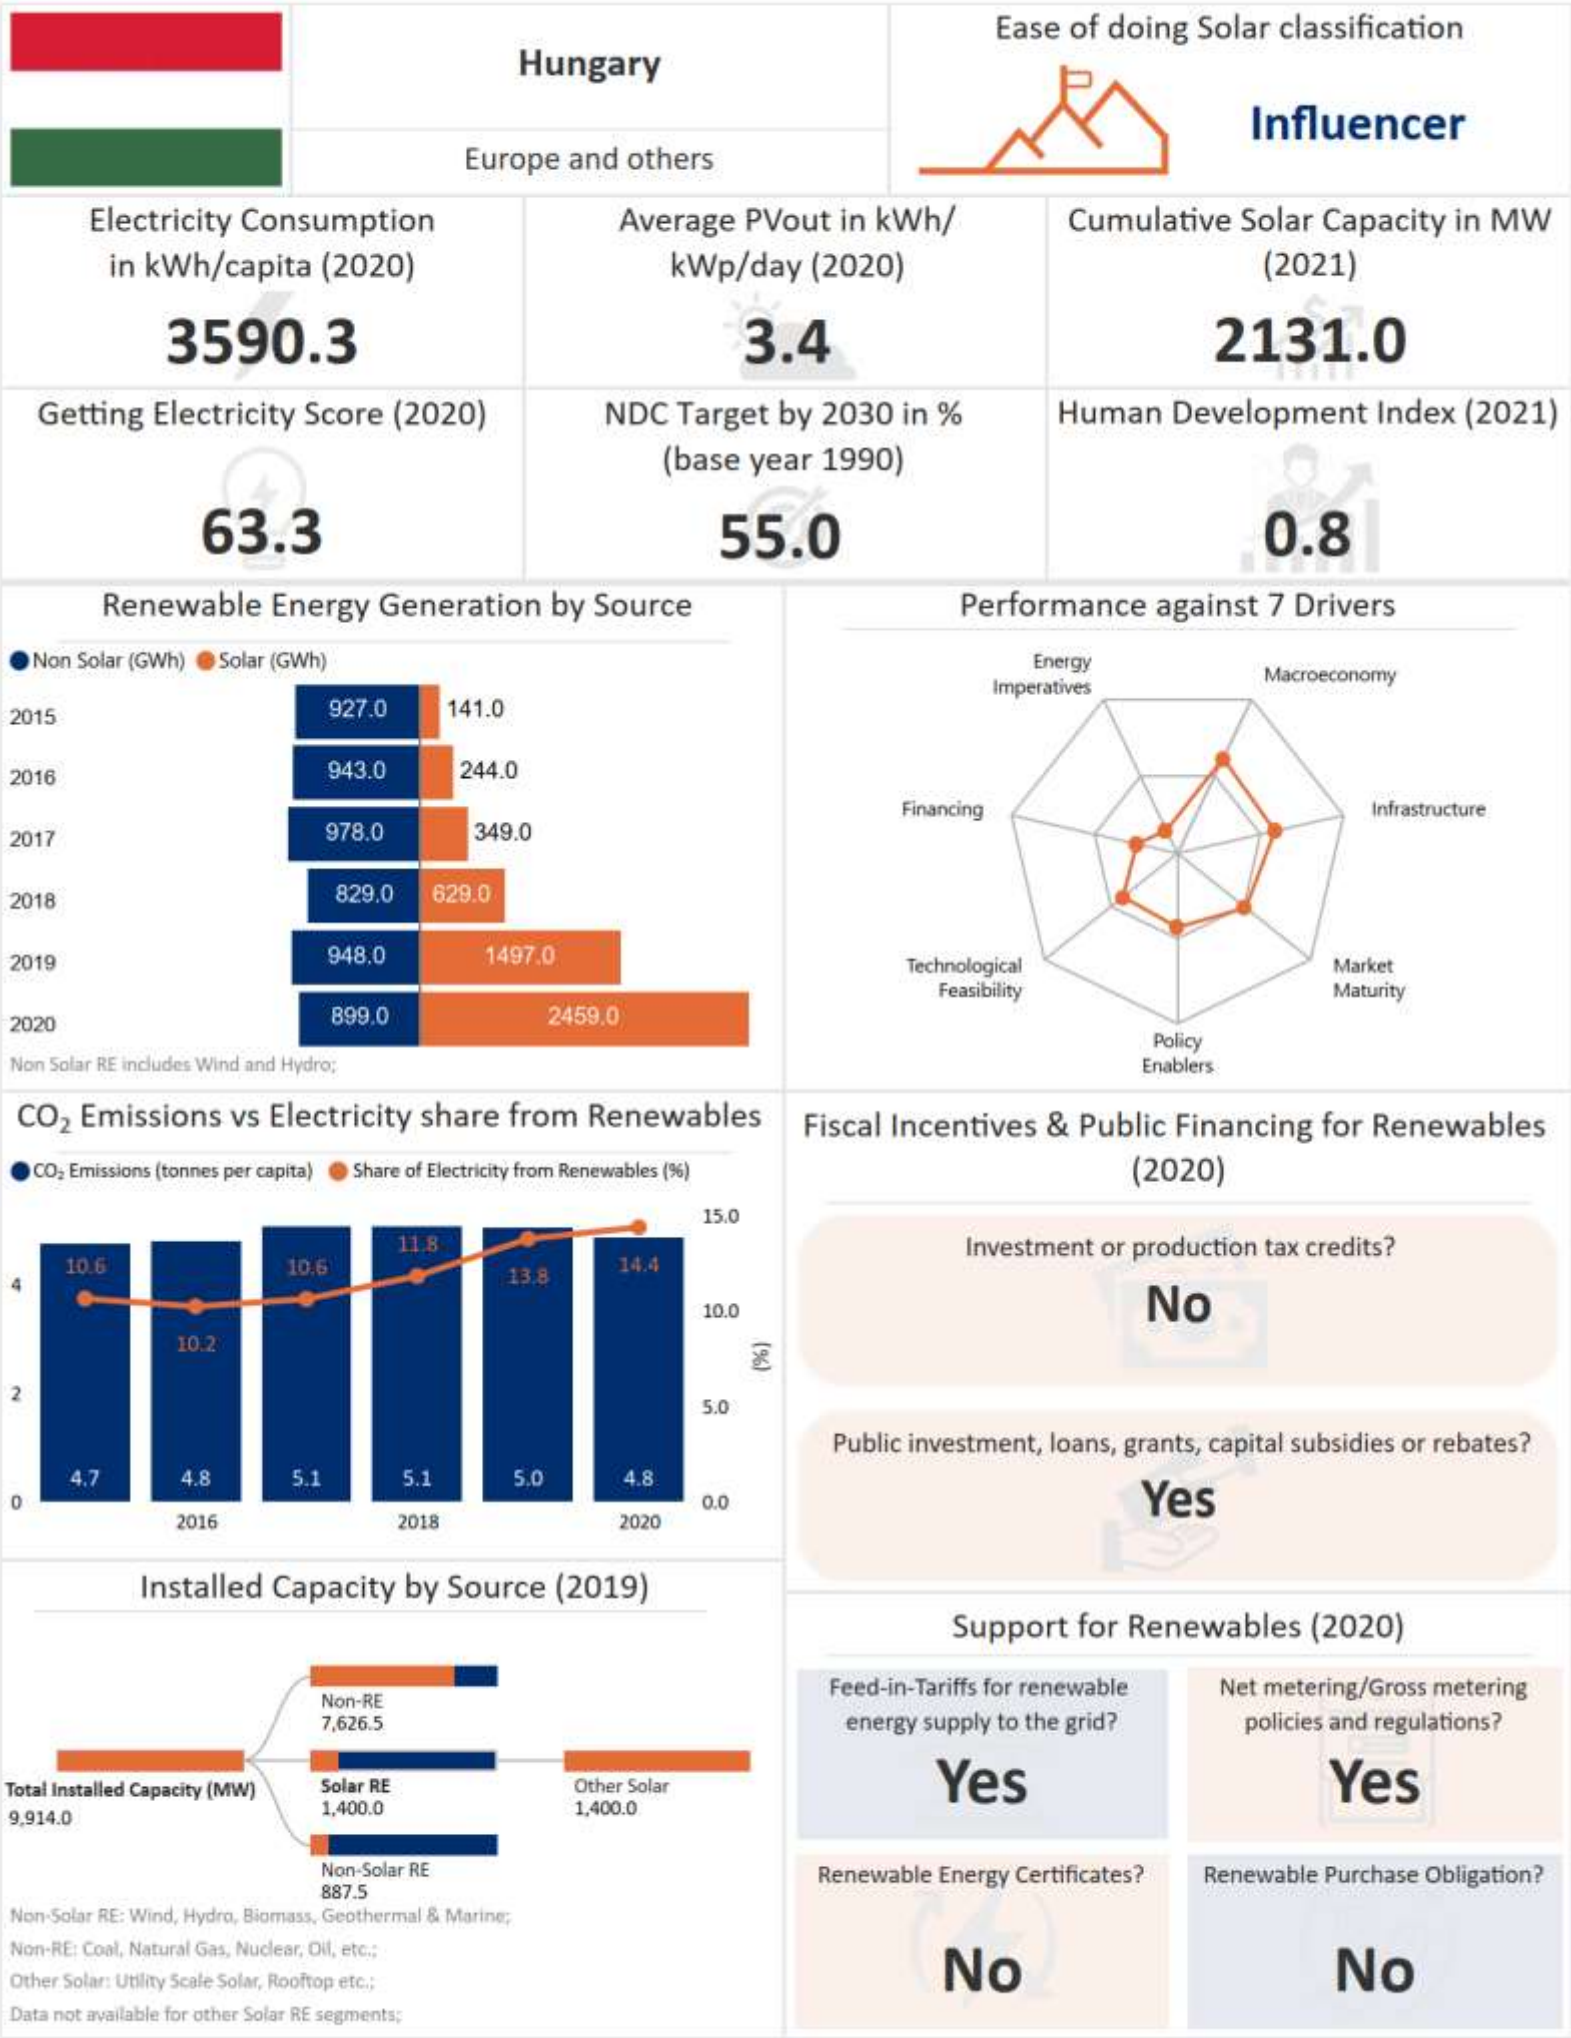 Hungary
Europe and others
Ease of doing Solar classification
Influencer
Electricity Consumption
in kWh/capita (2020)
3590.3
Average PVout in kWh/
kWp/day (2020)
3.4
Cumulative Solar Capacity in MW
(2021)
2131.0
Getting Electricity Score (2020)
63.3
NDC Target by 2030 in %
(base year 1990)
55.0
Human Development Index (2021)
0.8
Renewable Energy Generation by Source
Non Solar (GWh) Solar (GWh)
2015 927.0 141.0
2016 943.0 244.0
2017 978.0 349.0
2018 829.0 629.0
2019 948.0 1497.0
2020 899.0 2459.0
Non Solar RE includes Wind and Hydro;
Performance against 7 Drivers
Energy
Imperatives
Macroeconomy
Financing
Infrastructure
Technological
Feasibility
Market
Maturity
Policy
Enablers
CO₂ Emissions vs Electricity share from Renewables
CO₂ Emissions (tonnes per capita) Share of Electricity from Renewables (%)
15.0
10.6 10.6 11.8 13.8 14.4
4
10.0
10.2
(%)
2
5.0
4.7 4.8 5.1 5.1 5.0 4.8
0 0.0
2016 2018 2020
Fiscal Incentives & Public Financing for Renewables
(2020)
Investment or production tax credits?
No
Public investment, loans, grants, capital subsidies or rebates?
Yes
Installed Capacity by Source (2019)
Non-RE
7,626.5
Total Installed Capacity (MW)
9,914.0
Solar RE
1,400.0
Other Solar
1,400.0
Non-Solar RE
887.5
Non-Solar RE: Wind, Hydro, Biomass, Geothermal & Marine;
Non-RE: Coal, Natural Gas, Nuclear, Oil, etc.;
Other Solar: Utility Scale Solar, Rooftop etc.;
Data not available for other Solar RE segments;
Support for Renewables (2020)
Feed-in-Tariffs for renewable
energy supply to the grid?
Yes
Net metering/Gross metering
policies and regulations?
Yes
Renewable Energy Certificates?
No
Renewable Purchase Obligation?
No